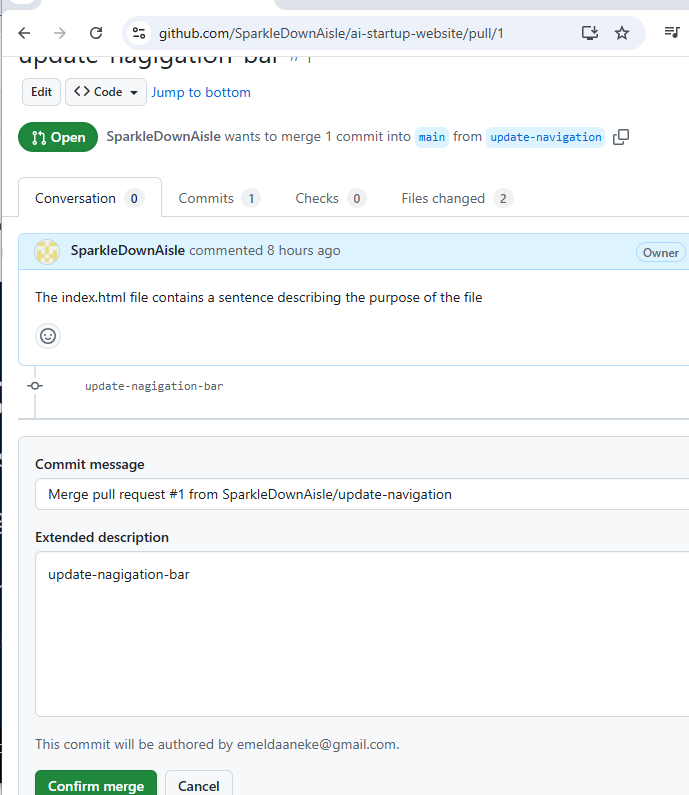 github.com/SparkleDownAisle/ai-startup-website/pull/1
update-nagigation-bar #1
Edit
Code
Jump to bottom
Open
SparkleDownAisle wants to merge 1 commit into main from update-navigation
Conversation 0
Commits 1
Checks 0
Files changed 2
SparkleDownAisle commented 8 hours ago
Owner
The index.html file contains a sentence describing the purpose of the file
update-nagigation-bar
Commit message
Merge pull request #1 from SparkleDownAisle/update-navigation
Extended description
update-nagigation-bar
This commit will be authored by emeldaaneke@gmail.com.
Confirm merge
Cancel